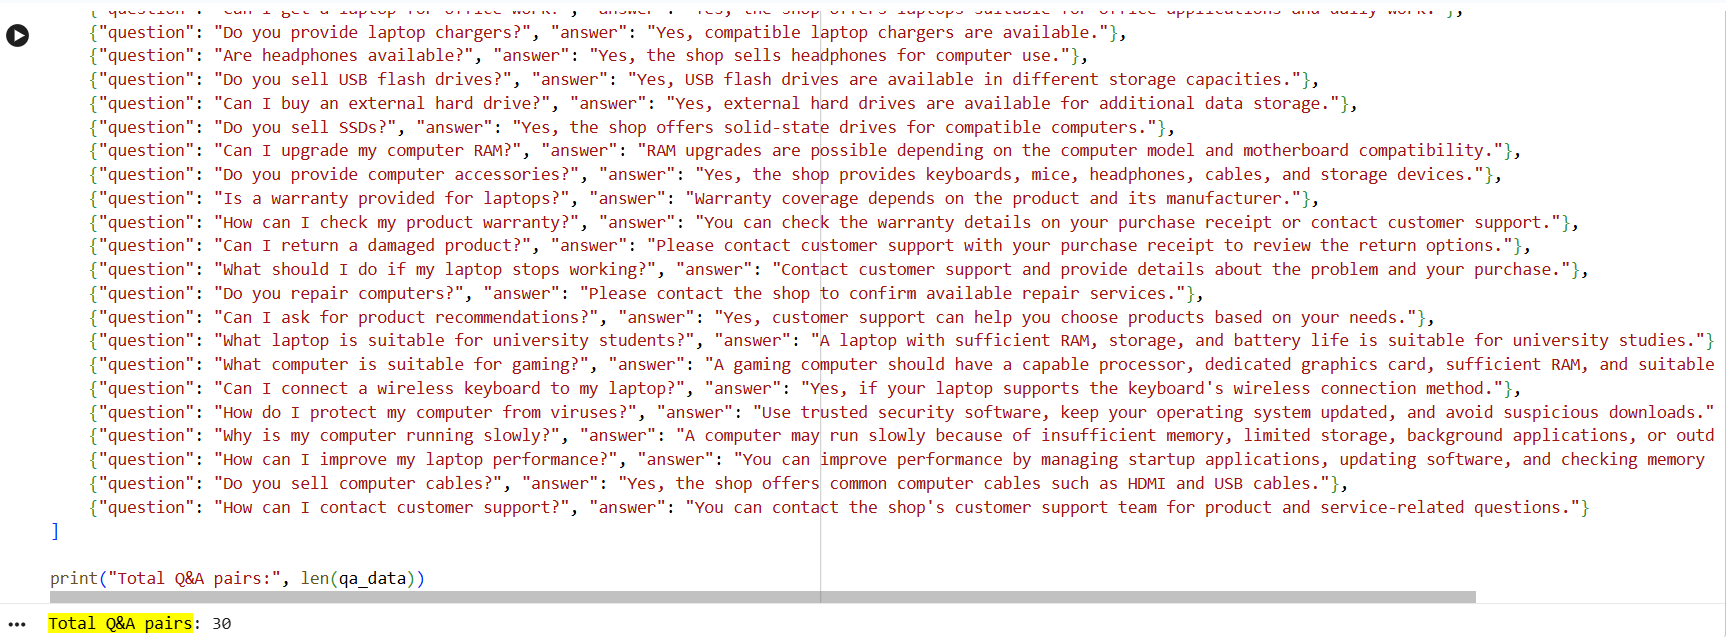 {"question": "Can I get a laptop for office work?", "answer": "Yes, the shop offers laptops suitable for office applications and daily work."},
{"question": "Do you provide laptop chargers?", "answer": "Yes, compatible laptop chargers are available."},
{"question": "Are headphones available?", "answer": "Yes, the shop sells headphones for computer use."},
{"question": "Do you sell USB flash drives?", "answer": "Yes, USB flash drives are available in different storage capacities."},
{"question": "Can I buy an external hard drive?", "answer": "Yes, external hard drives are available for additional data storage."},
{"question": "Do you sell SSDs?", "answer": "Yes, the shop offers solid-state drives for compatible computers."},
{"question": "Can I upgrade my computer RAM?", "answer": "RAM upgrades are possible depending on the computer model and motherboard compatibility."},
{"question": "Do you provide computer accessories?", "answer": "Yes, the shop provides keyboards, mice, headphones, cables, and storage devices."},
{"question": "Is a warranty provided for laptops?", "answer": "Warranty coverage depends on the product and its manufacturer."},
{"question": "How can I check my product warranty?", "answer": "You can check the warranty details on your purchase receipt or contact customer support."},
{"question": "Can I return a damaged product?", "answer": "Please contact customer support with your purchase receipt to review the return options."},
{"question": "What should I do if my laptop stops working?", "answer": "Contact customer support and provide details about the problem and your purchase."},
{"question": "Do you repair computers?", "answer": "Please contact the shop to confirm available repair services."},
{"question": "Can I ask for product recommendations?", "answer": "Yes, customer support can help you choose products based on your needs."},
{"question": "What laptop is suitable for university students?", "answer": "A laptop with sufficient RAM, storage, and battery life is suitable for university studies."}
{"question": "What computer is suitable for gaming?", "answer": "A gaming computer should have a capable processor, dedicated graphics card, sufficient RAM, and suitable
{"question": "Can I connect a wireless keyboard to my laptop?", "answer": "Yes, if your laptop supports the keyboard's wireless connection method."},
{"question": "How do I protect my computer from viruses?", "answer": "Use trusted security software, keep your operating system updated, and avoid suspicious downloads."
{"question": "Why is my computer running slowly?", "answer": "A computer may run slowly because of insufficient memory, limited storage, background applications, or outd
{"question": "How can I improve my laptop performance?", "answer": "You can improve performance by managing startup applications, updating software, and checking memory
{"question": "Do you sell computer cables?", "answer": "Yes, the shop offers common computer cables such as HDMI and USB cables."},
{"question": "How can I contact customer support?", "answer": "You can contact the shop's customer support team for product and service-related questions."}
]
print("Total Q&A pairs:", len(qa_data))
Total Q&A pairs: 30